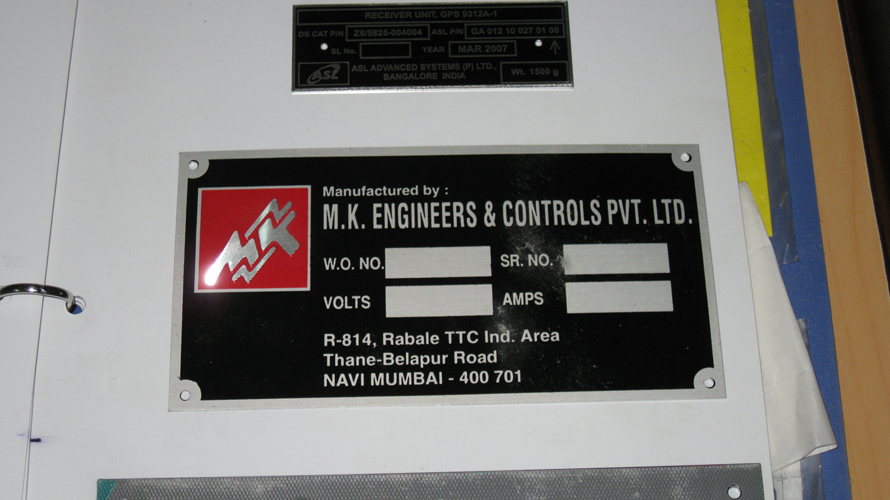 RECEIVER UNIT, GPS 9312A-1
DS CAT P/N Z6/5825-004004 ASL P/N GA 012 10 027 01 00
SL No. YEAR MAR 2007
ASL ASL ADVANCED SYSTEMS (P) LTD.,
BANGALORE INDIA Wt. 1500 g
Manufactured by :
MK M.K. ENGINEERS & CONTROLS PVT. LTD.
W.O. NO. SR. NO.
VOLTS AMPS
R-814, Rabale TTC Ind. Area
Thane-Belapur Road
NAVI MUMBAI - 400 701